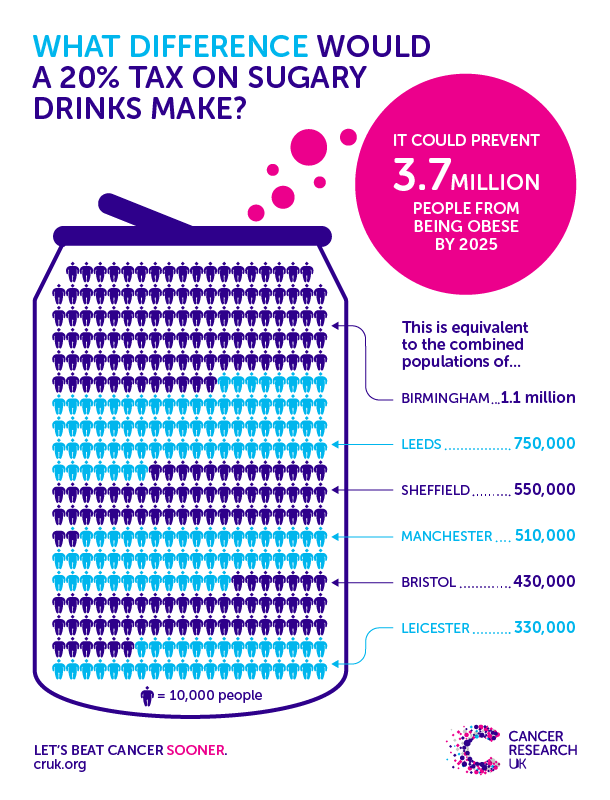 WHAT DIFFERENCE WOULD
A 20% TAX ON SUGARY
DRINKS MAKE?
IT COULD PREVENT
3.7 MILLION
PEOPLE FROM
BEING OBESE
BY 2025
This is equivalent
to the combined
populations of...
BIRMINGHAM...1.1 million
LEEDS ................ 750,000
SHEFFIELD ......... 550,000
MANCHESTER .... 510,000
BRISTOL ............ 430,000
LEICESTER ......... 330,000
= 10,000 people
LET'S BEAT CANCER SOONER.
cruk.org
CANCER
RESEARCH
UK